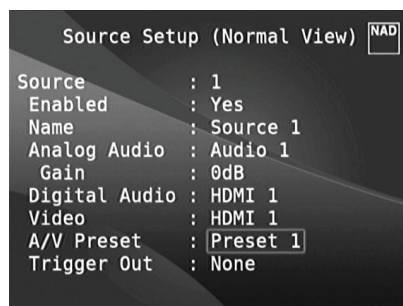 Source Setup (Normal View) NAD
Source : 1
Enabled : Yes
Name : Source 1
Analog Audio : Audio 1
Gain : 0dB
Digital Audio : HDMI 1
Video : HDMI 1
A/V Preset : Preset 1
Trigger Out : None